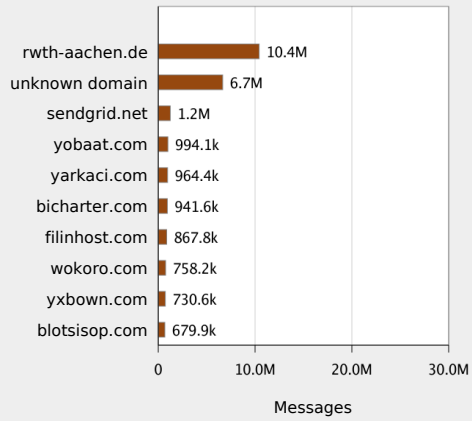 rwth-aachen.de 10.4M
unknown domain 6.7M
sendgrid.net 1.2M
yobaat.com 994.1k
yarkaci.com 964.4k
bicharter.com 941.6k
filinhost.com 867.8k
wokoro.com 758.2k
yxbown.com 730.6k
blotsisop.com 679.9k
0 10.0M 20.0M 30.0M
Messages